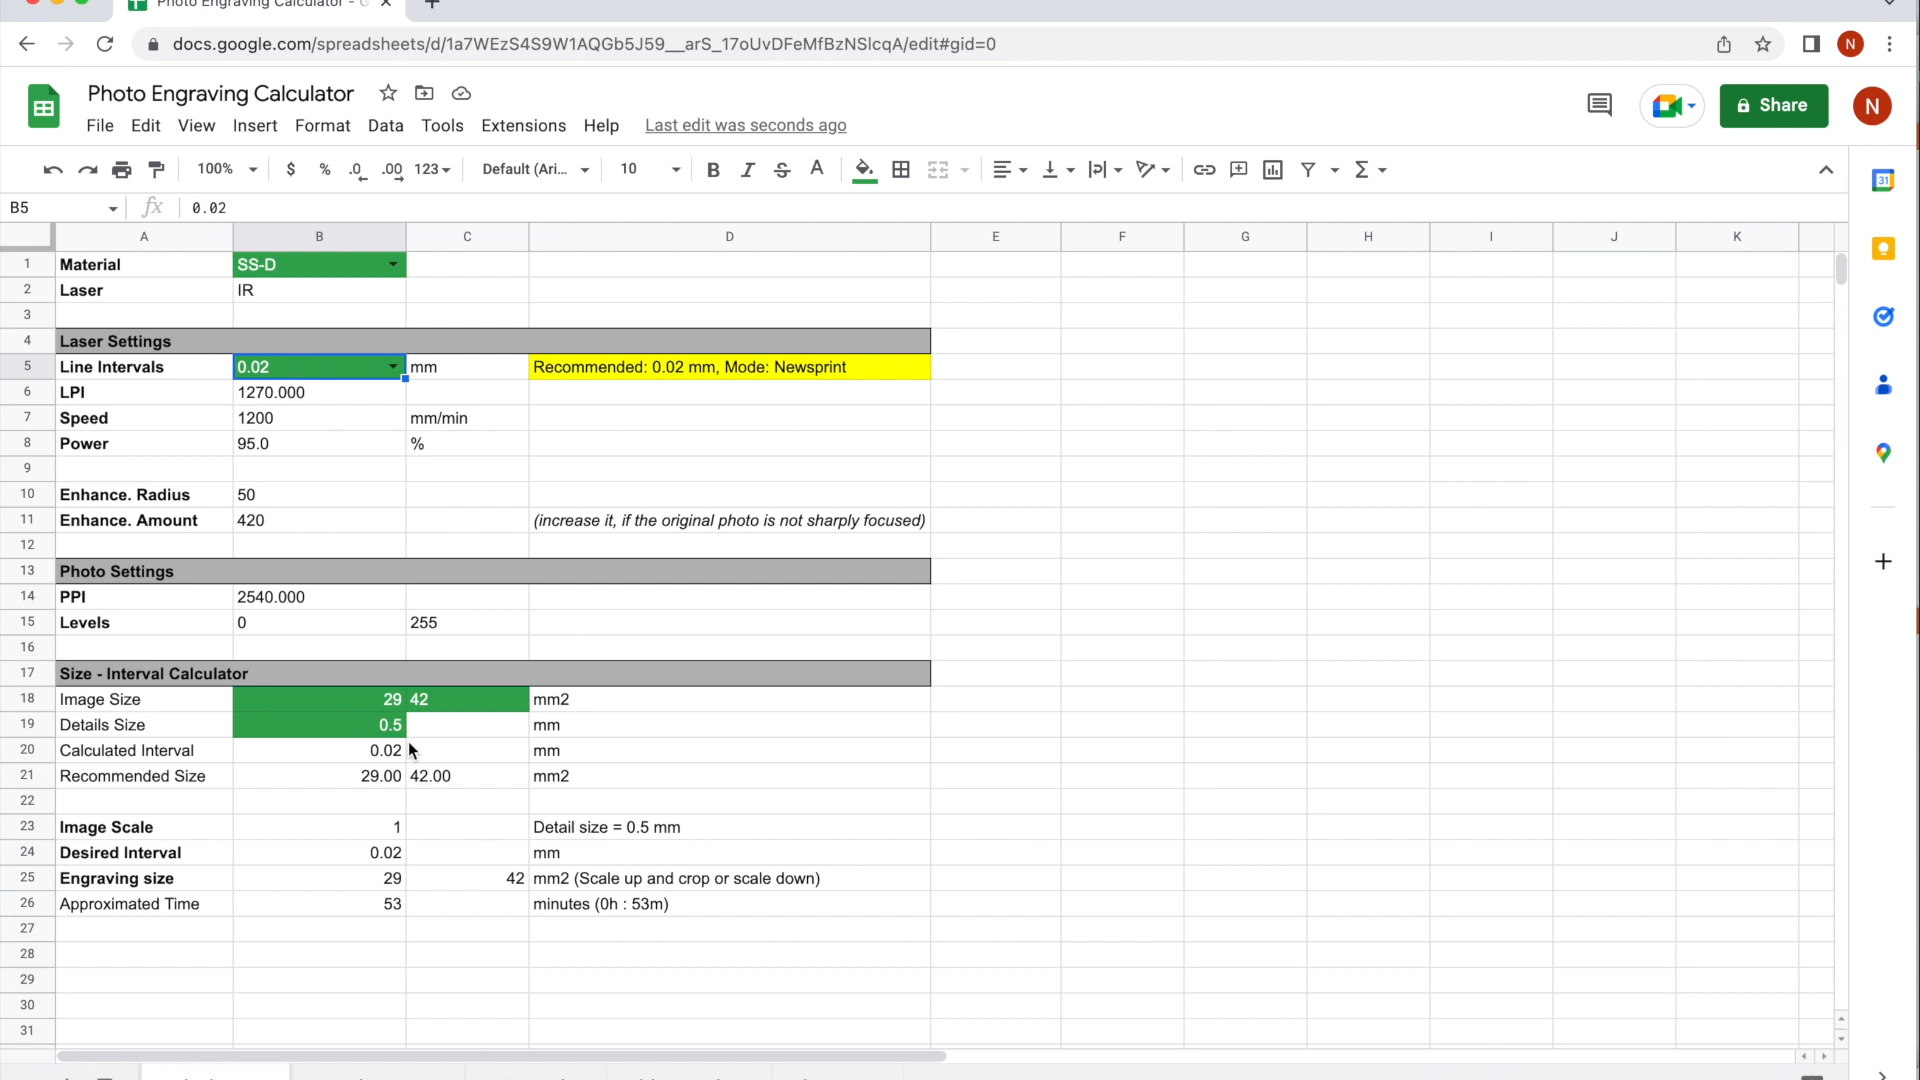 Photo Engraving Calculator - G
docs.google.com/spreadsheets/d/1a7WEzS4S9W1AQGb5J59__arS_17oUvDFeMfBzNSlcqA/edit#gid=0
N
Photo Engraving Calculator
Share
N
File Edit View Insert Format Data Tools Extensions Help Last edit was seconds ago
100% $ % .0 .00 123 Default (Ari... 10 B I S A
31
B5 fx 0.02
A B C D E F G H I J K
1 Material SS-D
2 Laser IR
3
4 Laser Settings
5 Line Intervals 0.02 mm Recommended: 0.02 mm, Mode: Newsprint
6 LPI 1270.000
7 Speed 1200 mm/min
8 Power 95.0 %
9
10 Enhance. Radius 50
11 Enhance. Amount 420 (increase it, if the original photo is not sharply focused)
12
13 Photo Settings
14 PPI 2540.000
15 Levels 0 255
16
17 Size - Interval Calculator
18 Image Size 29 42 mm2
19 Details Size 0.5 mm
20 Calculated Interval 0.02 mm
21 Recommended Size 29.00 42.00 mm2
22
23 Image Scale 1 Detail size = 0.5 mm
24 Desired Interval 0.02 mm
25 Engraving size 29 42 mm2 (Scale up and crop or scale down)
26 Approximated Time 53 minutes (0h : 53m)
27
28
29
30
31